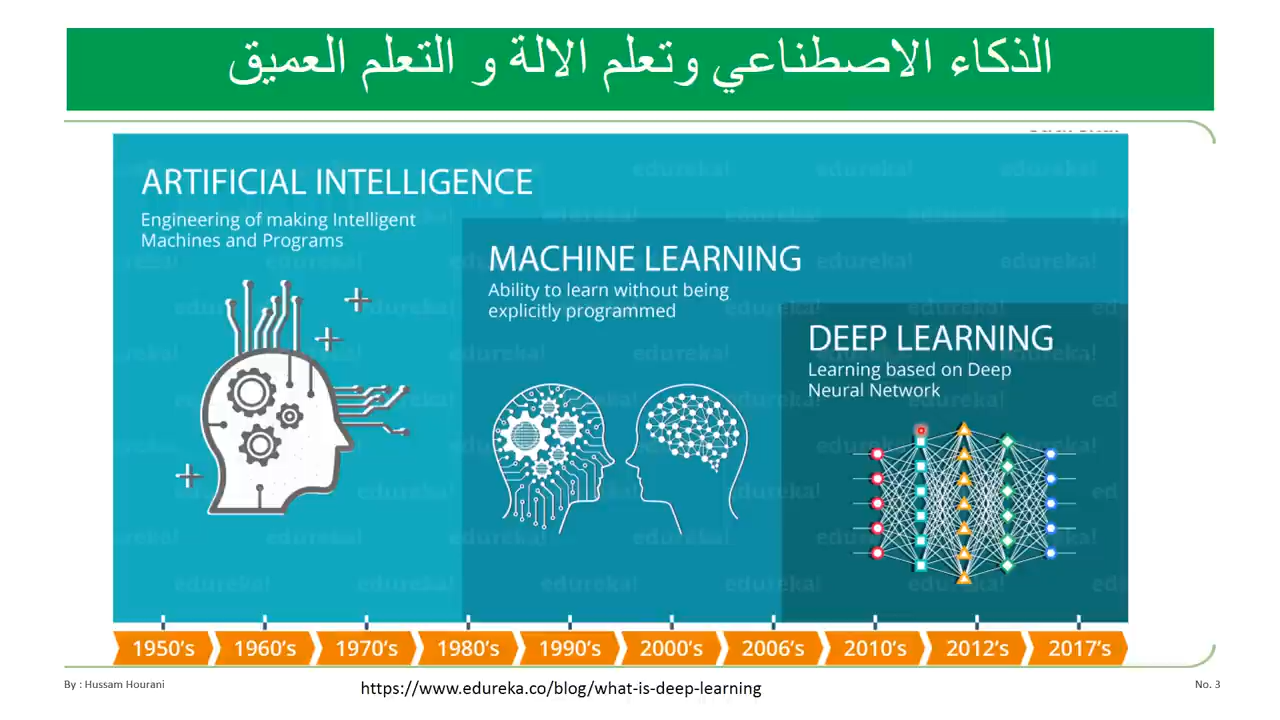 الذكاء الاصطناعي وتعلم الالة و التعلم العميق
ARTIFICIAL INTELLIGENCE
Engineering of making Intelligent
Machines and Programs
MACHINE LEARNING
Ability to learn without being
explicitly programmed
DEEP LEARNING
Learning based on Deep
Neural Network
1950's 1960's 1970's 1980's 1990's 2000's 2006's 2010's 2012's 2017's
By : Hussam Hourani
https://www.edureka.co/blog/what-is-deep-learning
No. 3